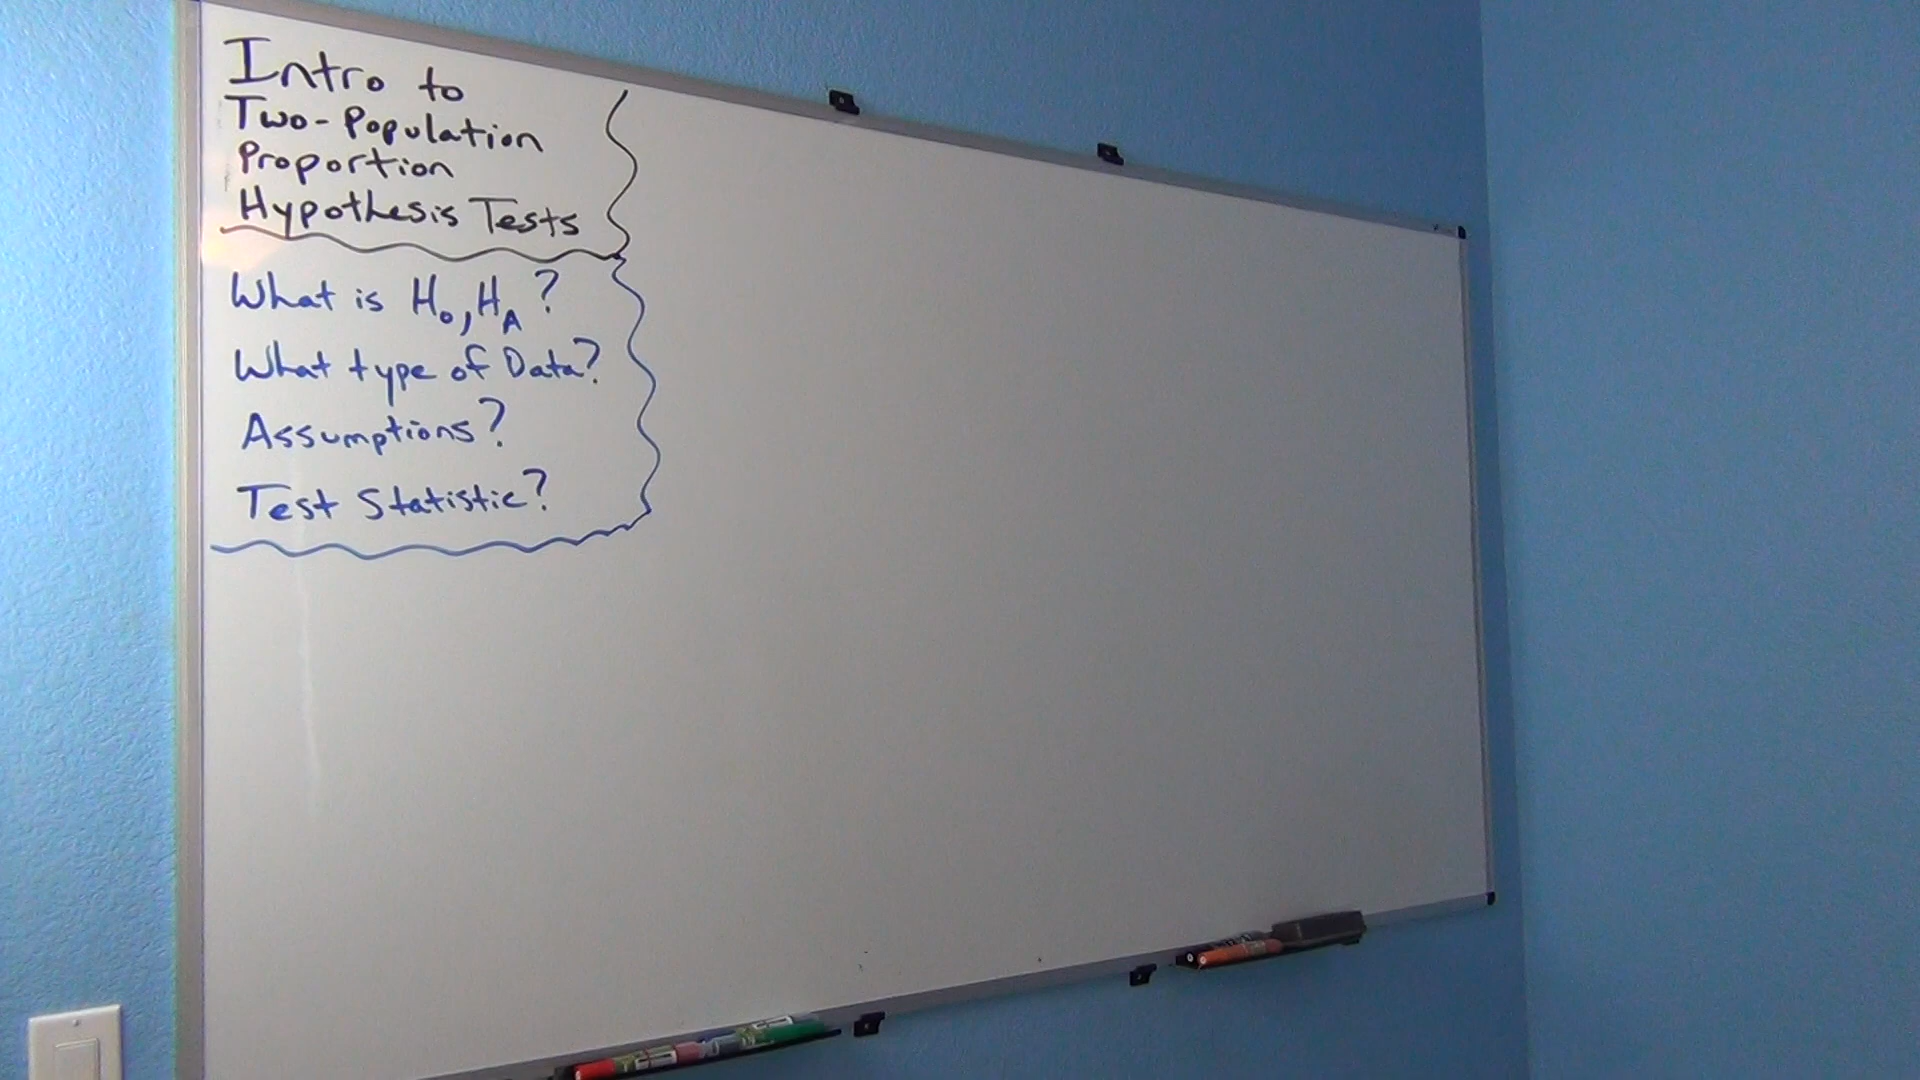 Intro to
Two-Population
Proportion
Hypothesis Tests
What is H₀, H_A ?
What type of Data?
Assumptions?
Test Statistic?